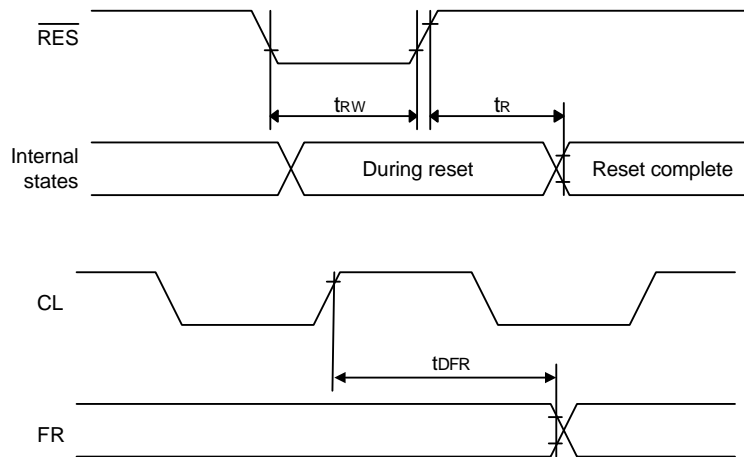 RES
tRW
tR
Internal
states
During reset
Reset complete
CL
tDFR
FR